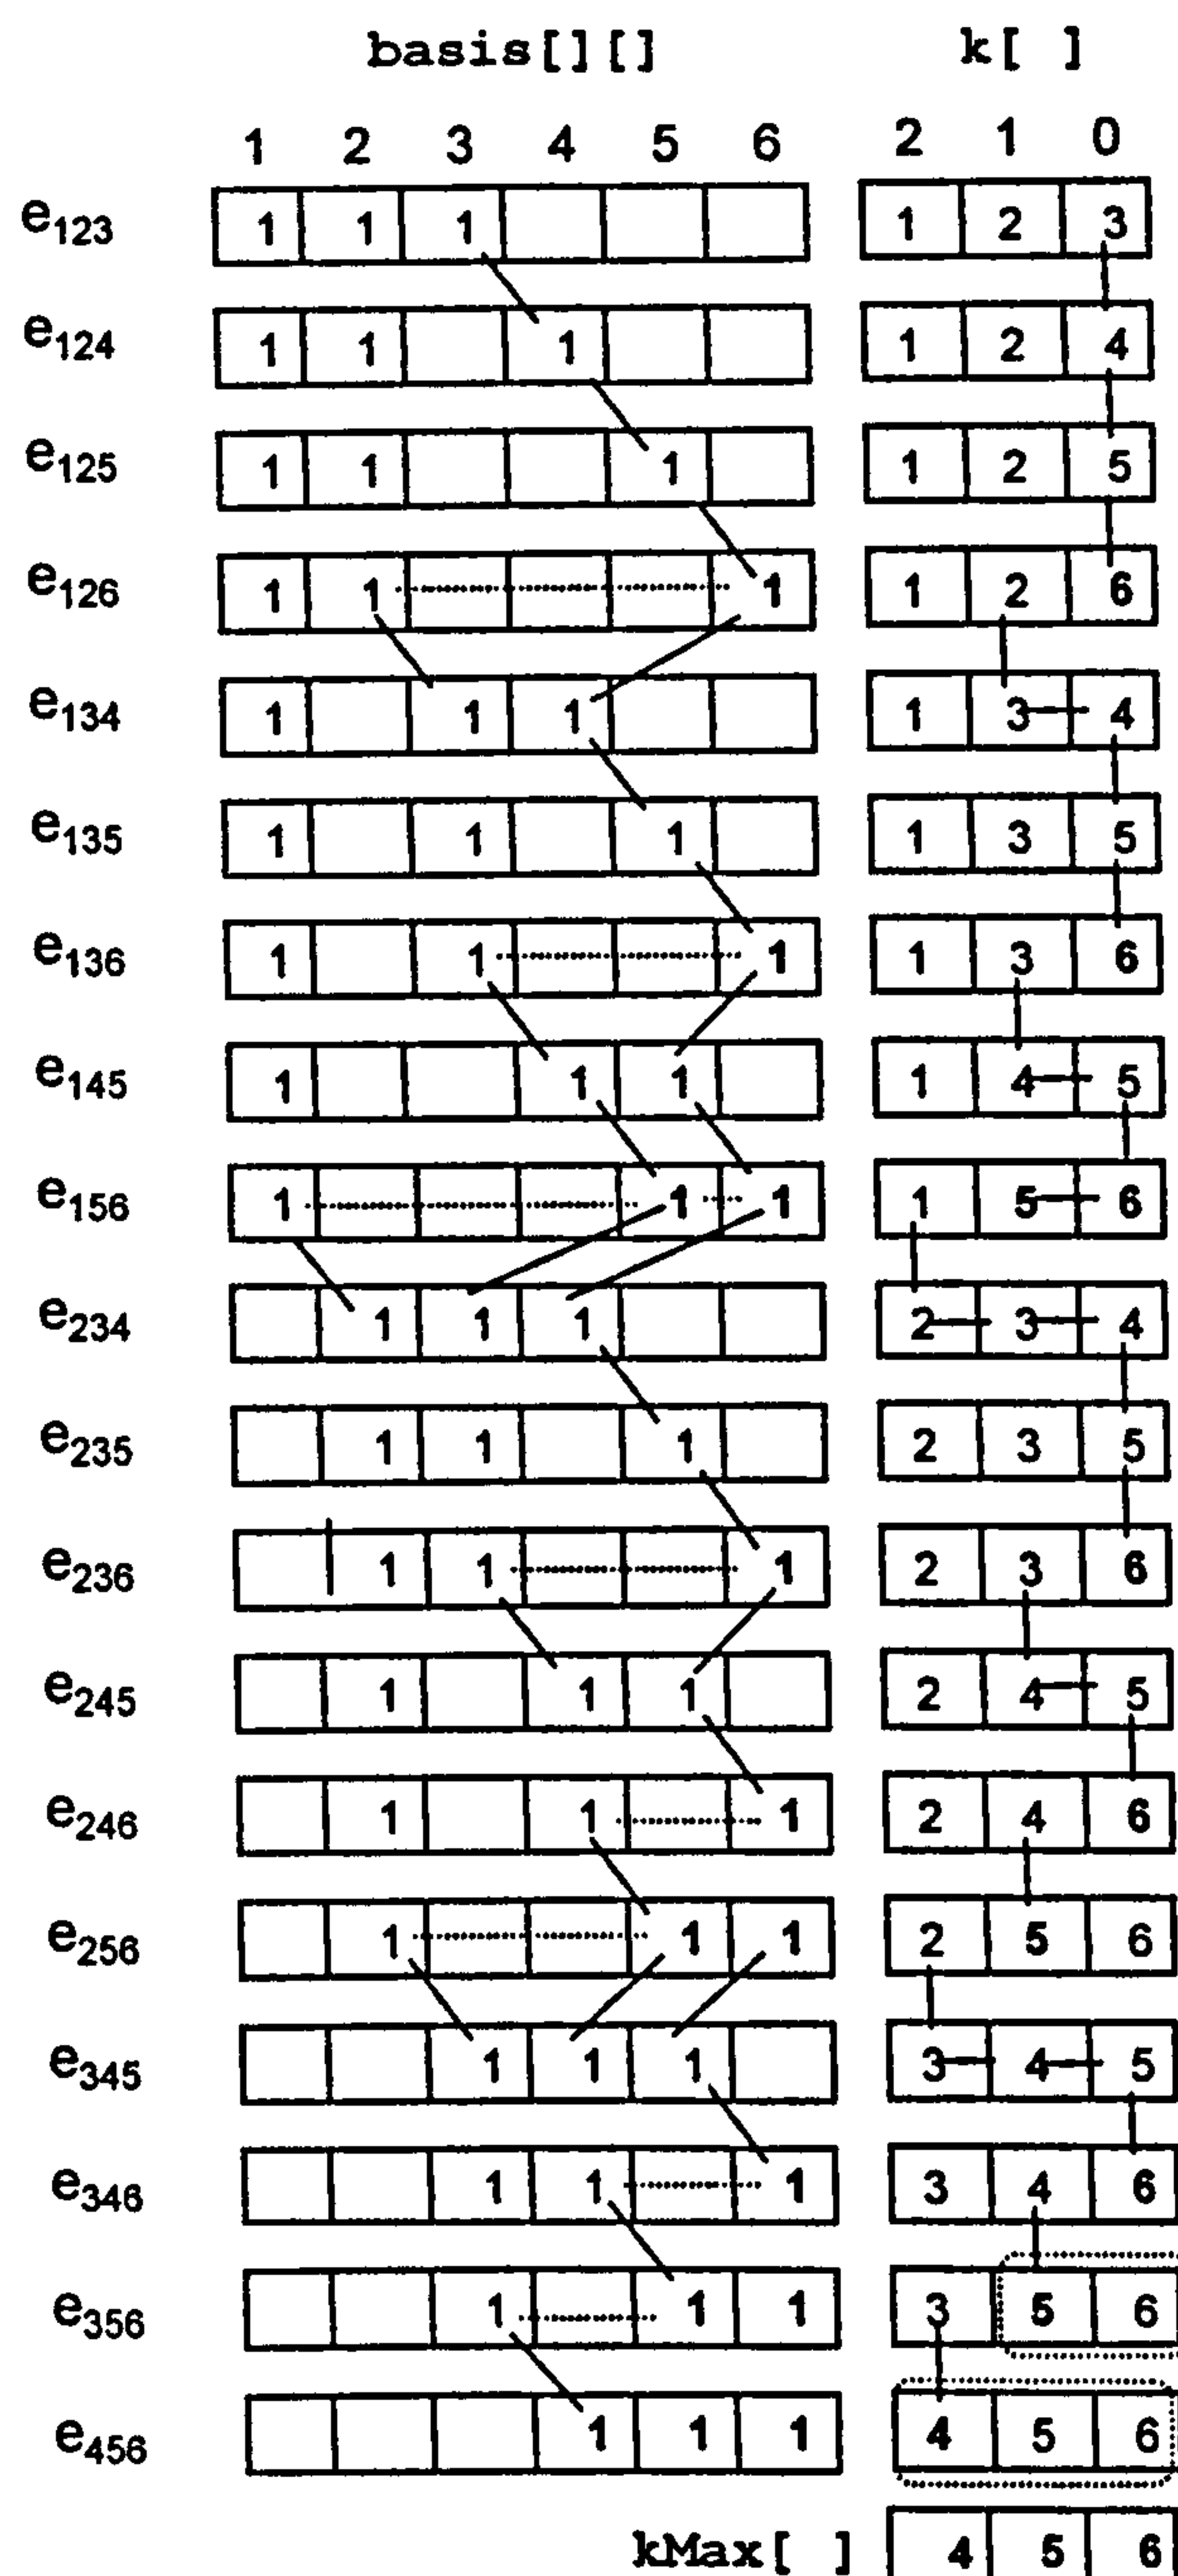 basis[][] k[ ]
1 2 3 4 5 6 2 1 0
e123 1 1 1 1 2 3
e124 1 1 1 1 2 4
e125 1 1 1 1 2 5
e126 1 1 1 1 2 6
e134 1 1 1 1 3 4
e135 1 1 1 1 3 5
e136 1 1 1 1 3 6
e145 1 1 1 1 4 5
e156 1 1 1 1 5 6
e234 1 1 1 2 3 4
e235 1 1 1 2 3 5
e236 1 1 1 2 3 6
e245 1 1 1 2 4 5
e246 1 1 1 2 4 6
e256 1 1 1 2 5 6
e345 1 1 1 3 4 5
e346 1 1 1 3 4 6
e356 1 1 1 3 5 6
e456 1 1 1 4 5 6
kMax[ ] 4 5 6